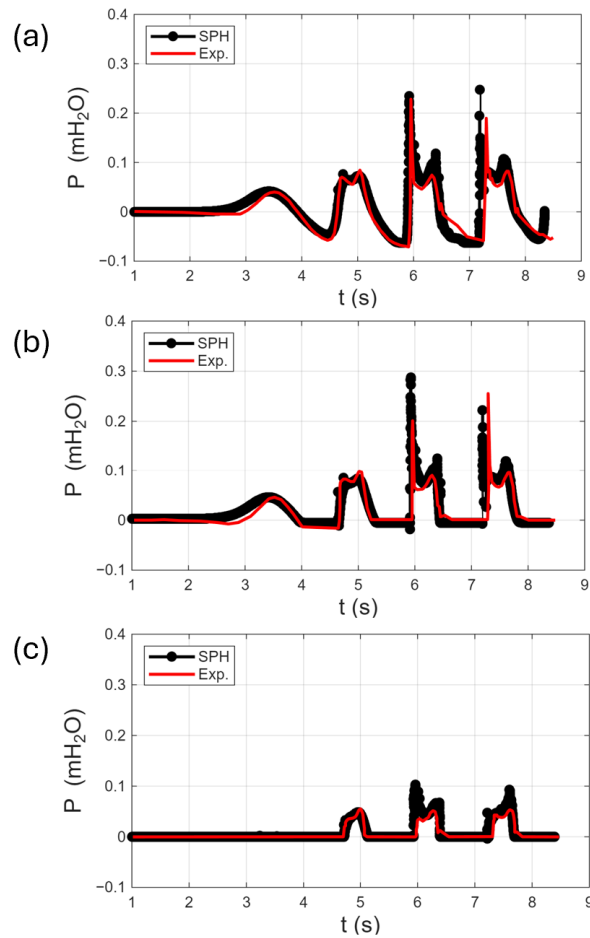 (a)
0.4
0.3
0.2
0.1
0
−0.1
P (mH₂O)
SPH
Exp.
1 2 3 4 5 6 7 8 9
t (s)
(b)
0.4
0.3
0.2
0.1
0
−0.1
P (mH₂O)
SPH
Exp.
1 2 3 4 5 6 7 8 9
t (s)
(c)
0.4
0.3
0.2
0.1
0
−0.1
P (mH₂O)
SPH
Exp.
1 2 3 4 5 6 7 8 9
t (s)